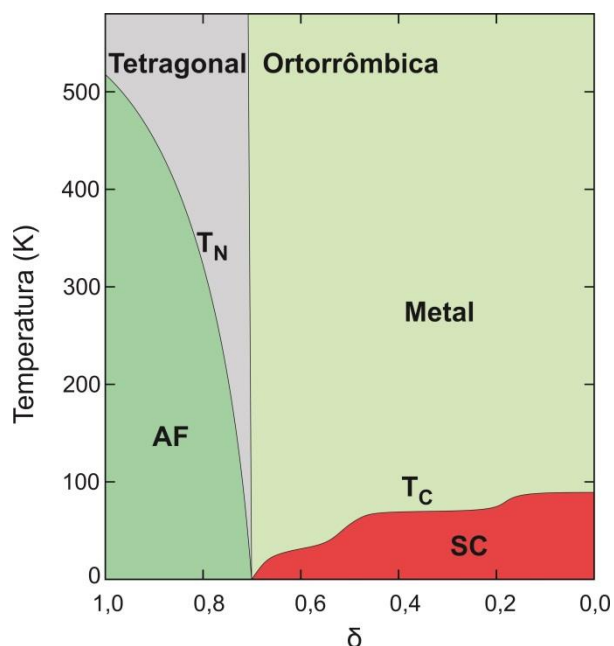 Tetragonal
Ortorrômbica
500
400
T_N
300
Metal
200
AF
100
T_C
SC
0
1,0
0,8
0,6
0,4
0,2
0,0
Temperatura (K)
δ